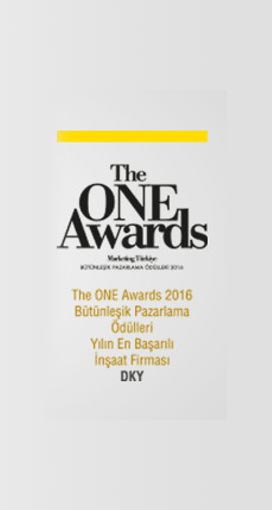 The
ONE
Awards
Marketing Türkiye
BÜTÜNLEŞİK PAZARLAMA ÖDÜLLERİ 2016
The ONE Awards 2016
Bütünleşik Pazarlama
Ödülleri
Yılın En Başarılı
İnşaat Firması
DKY